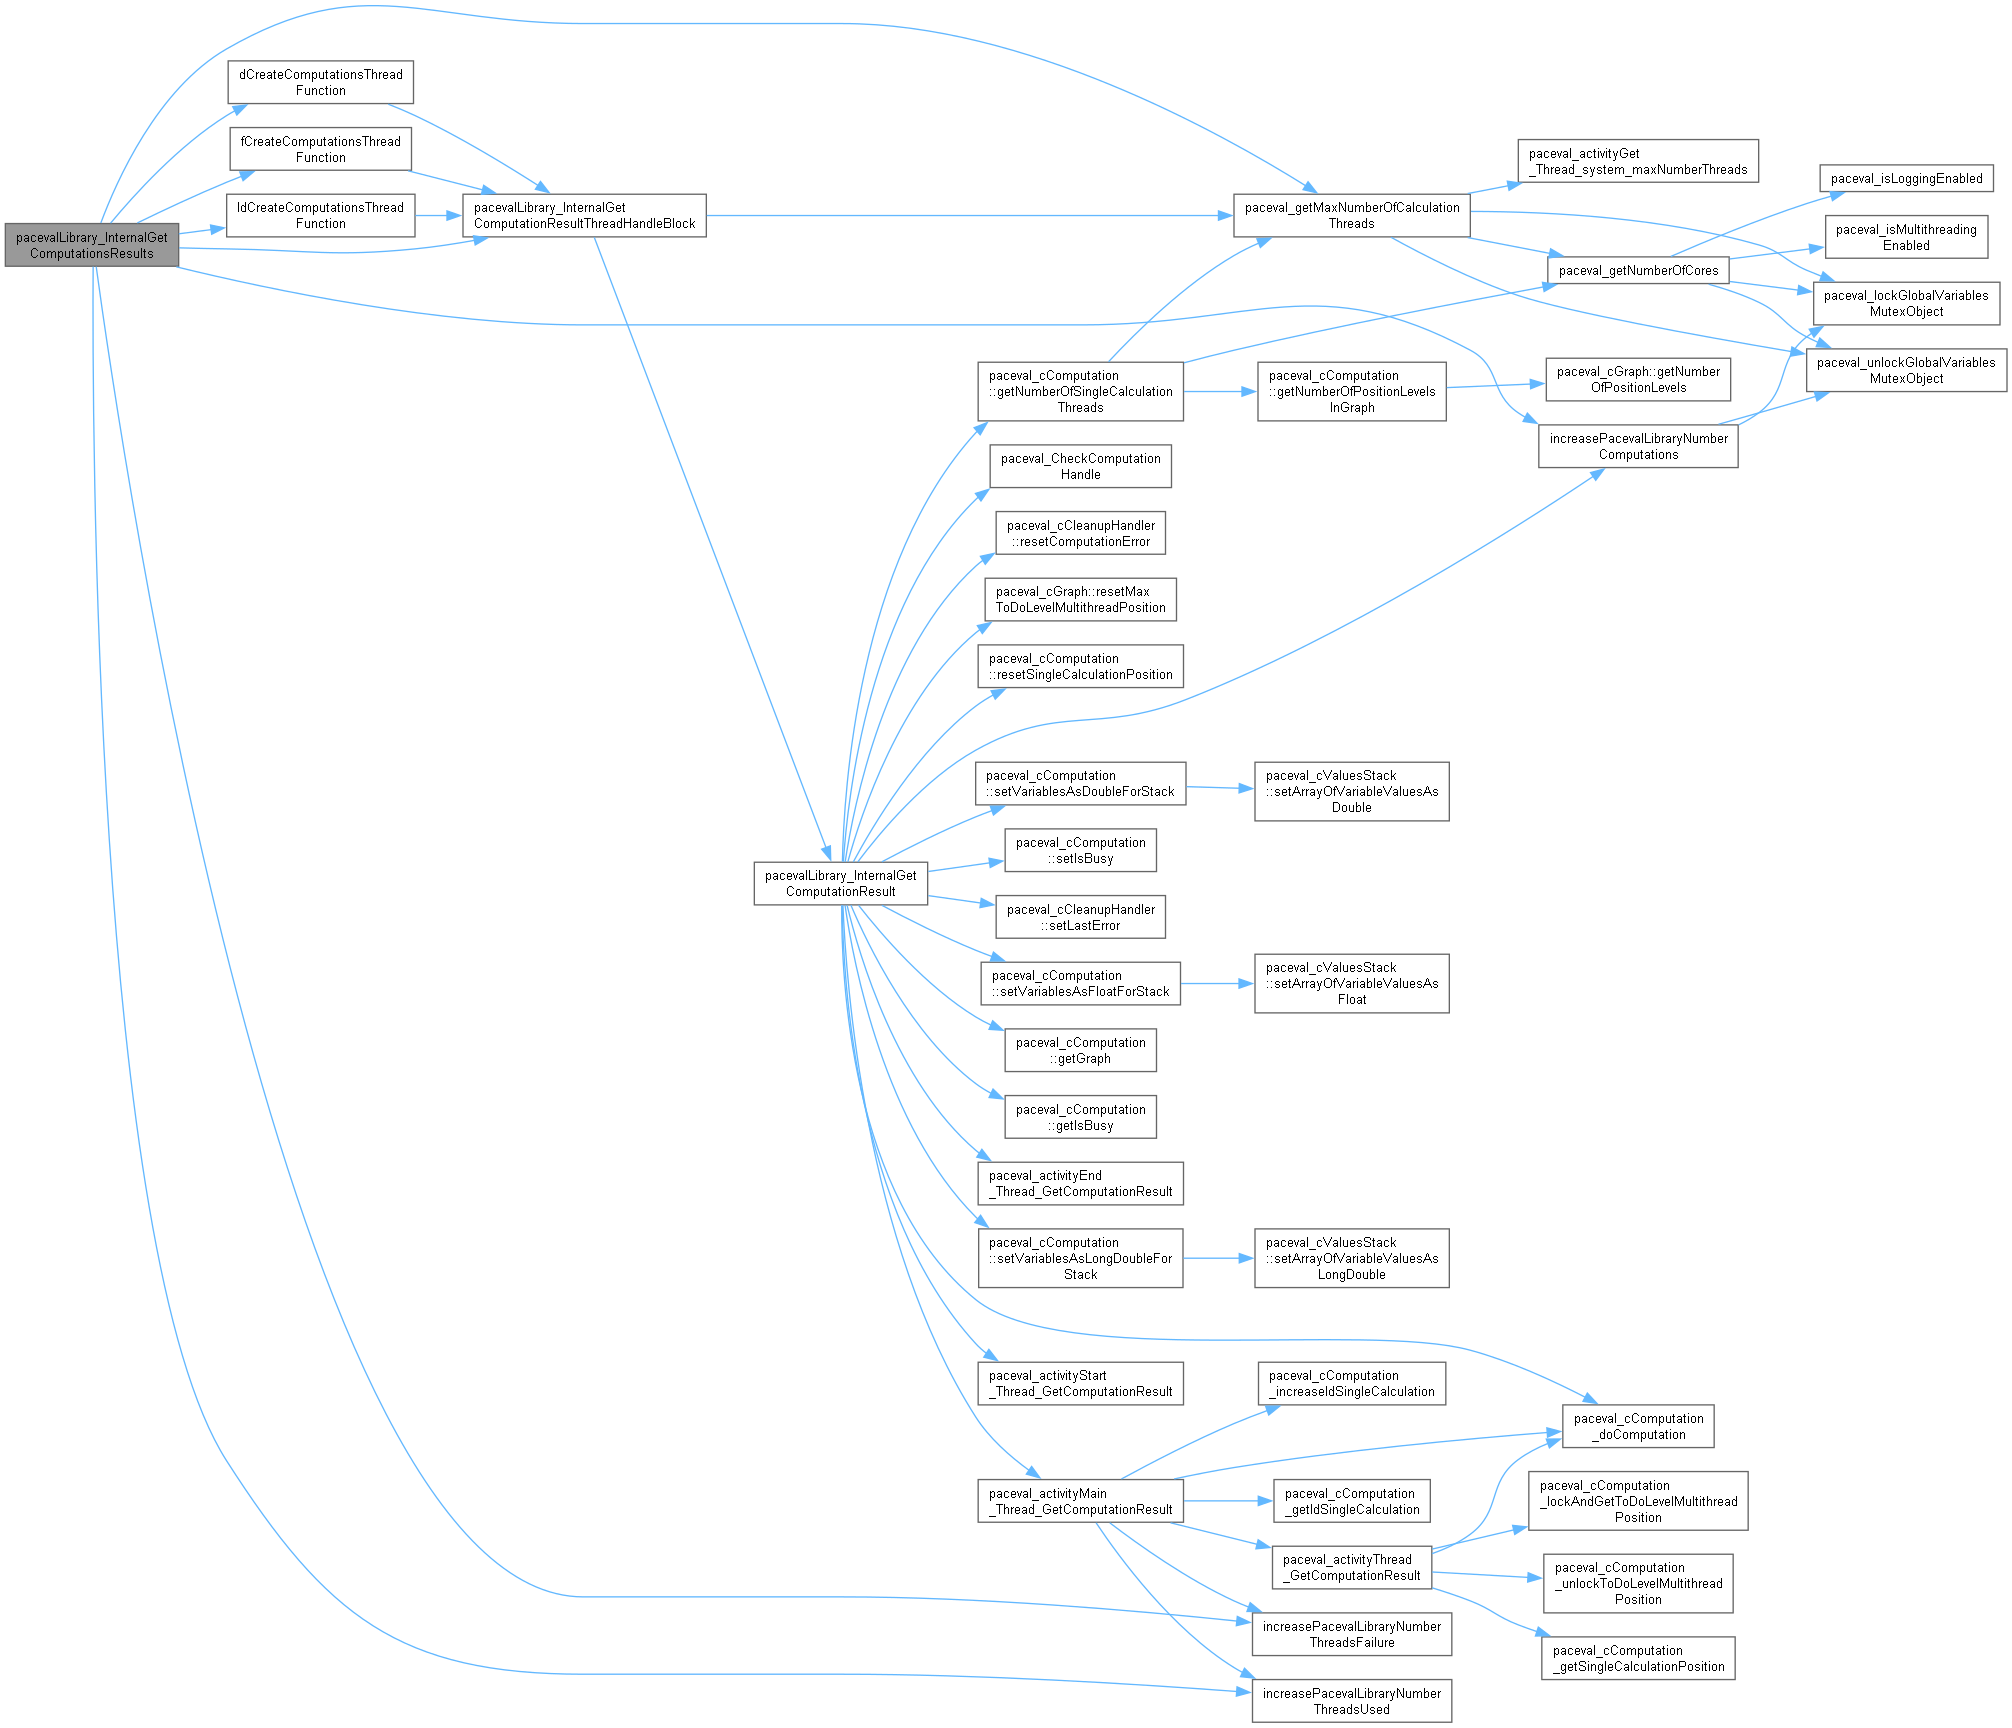 pacevalLibrary_InternalGet
ComputationsResults
dCreateComputationsThread
Function
fCreateComputationsThread
Function
ldCreateComputationsThread
Function
pacevalLibrary_InternalGet
ComputationResultThreadHandleBlock
paceval_getMaxNumberOfCalculation
Threads
paceval_activityGet
_Thread_system_maxNumberThreads
paceval_getNumberOfCores
paceval_isLoggingEnabled
paceval_isMultithreading
Enabled
paceval_lockGlobalVariables
MutexObject
paceval_unlockGlobalVariables
MutexObject
paceval_cComputation
::getNumberOfSingleCalculation
Threads
paceval_cComputation
::getNumberOfPositionLevels
InGraph
paceval_cGraph::getNumber
OfPositionLevels
increasePacevalLibraryNumber
Computations
paceval_CheckComputation
Handle
paceval_cCleanupHandler
::resetComputationError
paceval_cGraph::resetMax
ToDoLevelMultithreadPosition
paceval_cComputation
::resetSingleCalculationPosition
paceval_cComputation
::setVariablesAsDoubleForStack
paceval_cValuesStack
::setArrayOfVariableValuesAs
Double
paceval_cComputation
::setIsBusy
pacevalLibrary_InternalGet
ComputationResult
paceval_cCleanupHandler
::setLastError
paceval_cComputation
::setVariablesAsFloatForStack
paceval_cValuesStack
::setArrayOfVariableValuesAs
Float
paceval_cComputation
::getGraph
paceval_cComputation
::getIsBusy
paceval_activityEnd
_Thread_GetComputationResult
paceval_cComputation
::setVariablesAsLongDoubleFor
Stack
paceval_cValuesStack
::setArrayOfVariableValuesAs
LongDouble
paceval_activityStart
_Thread_GetComputationResult
paceval_cComputation
_increaseIdSingleCalculation
paceval_cComputation
_doComputation
paceval_activityMain
_Thread_GetComputationResult
paceval_cComputation
_getIdSingleCalculation
paceval_cComputation
_lockAndGetToDoLevelMultithread
Position
paceval_activityThread
_GetComputationResult
paceval_cComputation
_unlockToDoLevelMultithread
Position
increasePacevalLibraryNumber
ThreadsFailure
paceval_cComputation
_getSingleCalculationPosition
increasePacevalLibraryNumber
ThreadsUsed